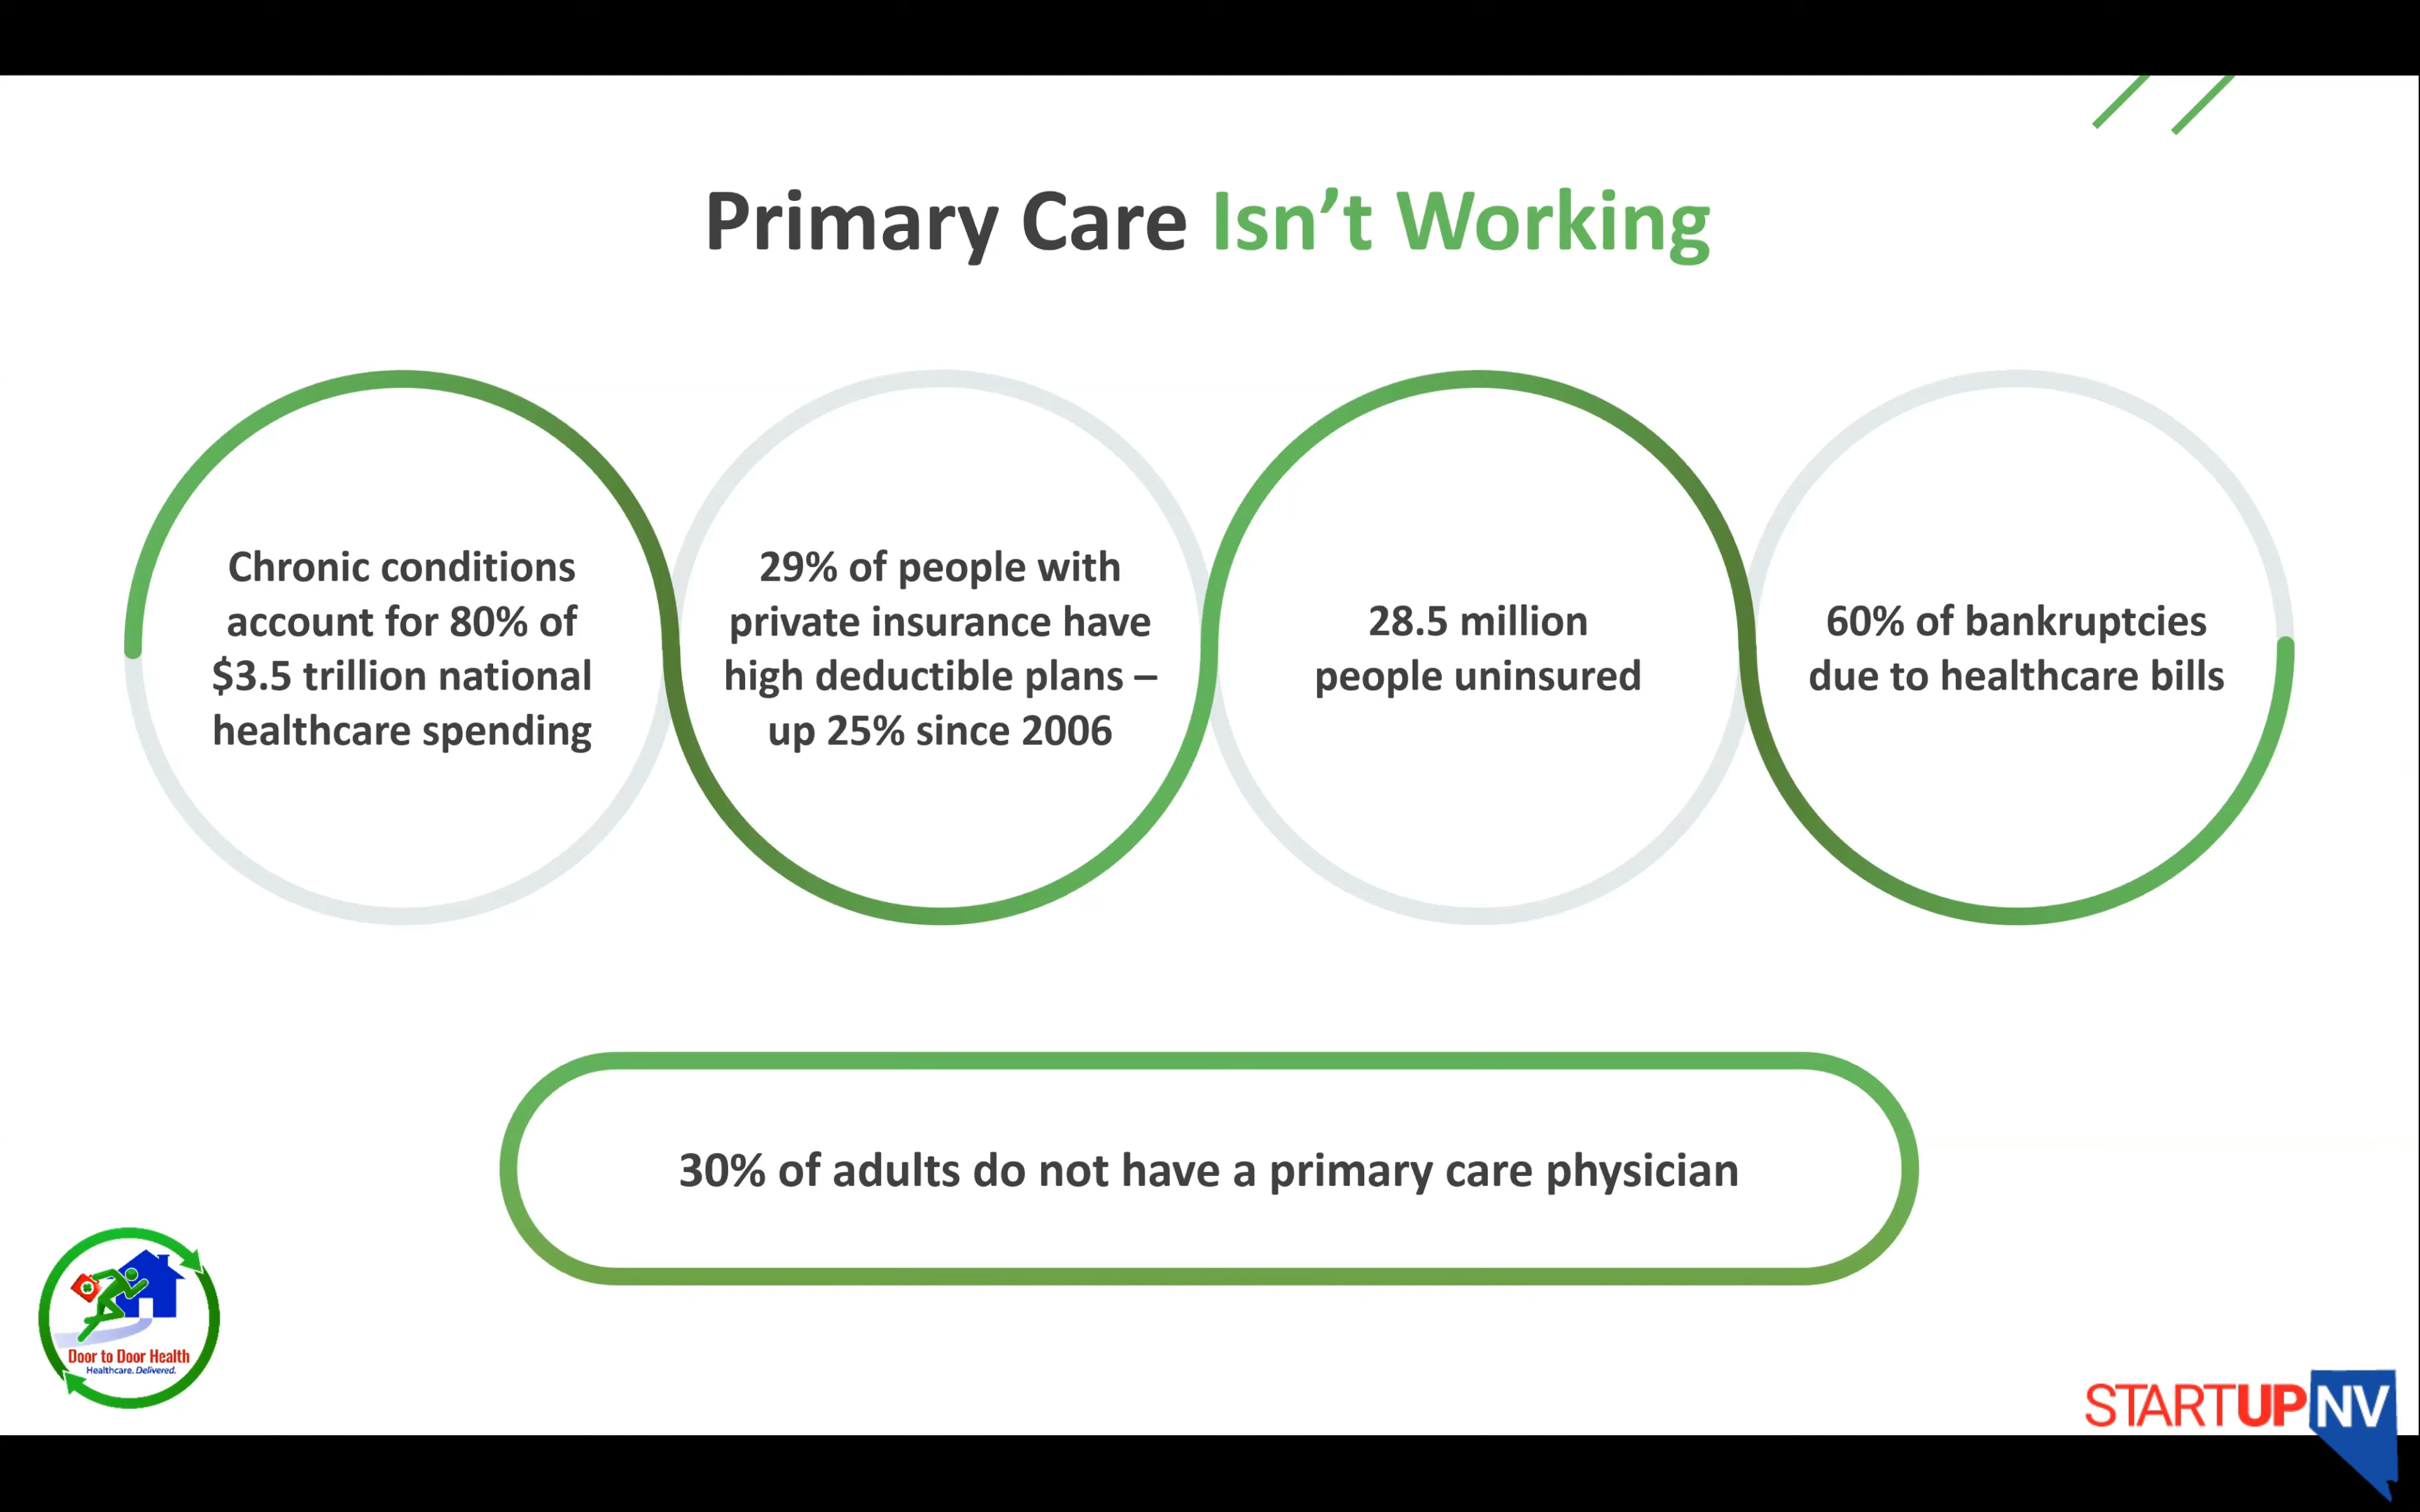 Primary Care Isn’t Working
Chronic conditions
account for 80% of
$3.5 trillion national
healthcare spending
29% of people with
private insurance have
high deductible plans –
up 25% since 2006
28.5 million
people uninsured
60% of bankruptcies
due to healthcare bills
30% of adults do not have a primary care physician
Door to Door Health
Healthcare. Delivered.
STARTUPNV